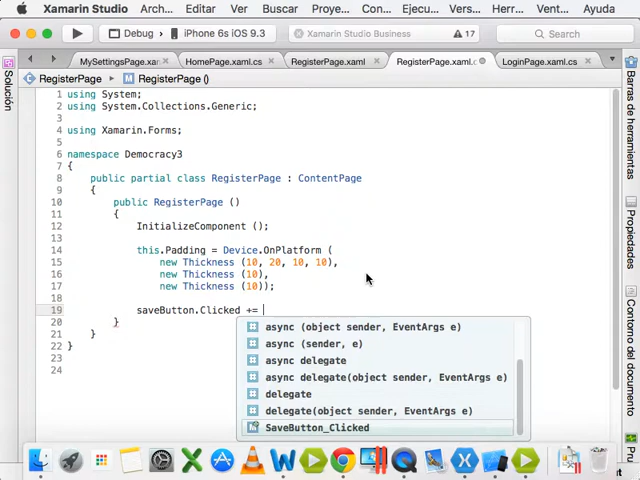 Xamarin Studio Arch... Editar Ver Buscar Proye... Con... Ejecu... Herr... Vent... Ayuda
Debug iPhone 6s iOS 9.3 Xamarin Studio Business 17 Search
MySettingsPage.xam HomePage.xaml.cs RegisterPage.xaml RegisterPage.xaml.c LoginPage.xaml.cs
RegisterPage RegisterPage ()
Solución
1 using System;
2 using System.Collections.Generic;
3
4 using Xamarin.Forms;
5
6 namespace Democracy3
7 {
8 public partial class RegisterPage : ContentPage
9 {
10 public RegisterPage ()
11 {
12 InitializeComponent ();
13
14 this.Padding = Device.OnPlatform (
15 new Thickness (10, 20, 10, 10),
16 new Thickness (10),
17 new Thickness (10));
18
19 saveButton.Clicked +=
20 }
21 }
22 }
23
24
async (object sender, EventArgs e)
async (sender, e)
async delegate
async delegate(object sender, EventArgs e)
delegate
delegate(object sender, EventArgs e)
SaveButton_Clicked
Barras de herramientas
Propiedades
Contorno del documento
Pru